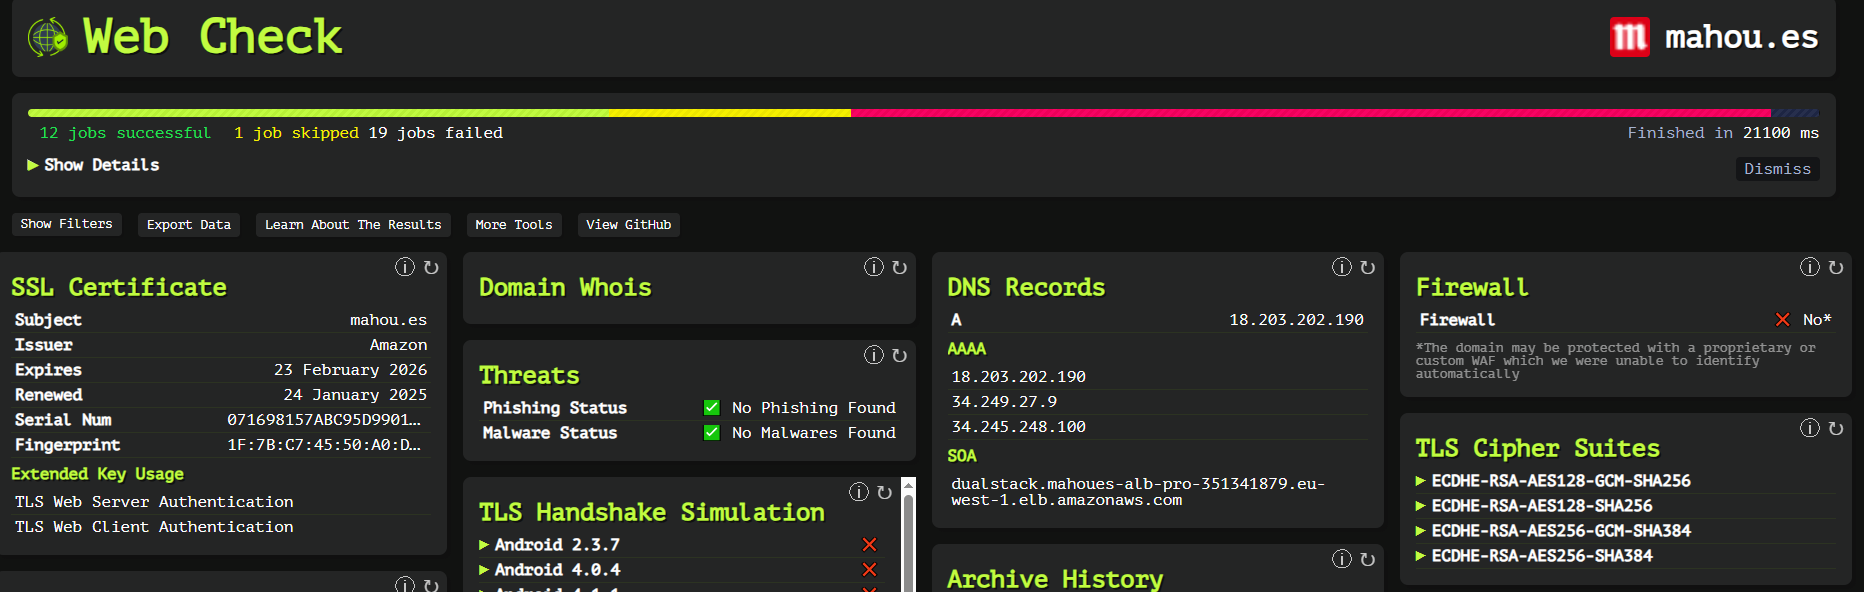 Web Check
mahou.es
12 jobs successful 1 job skipped 19 jobs failed
Finished in 21100 ms
Show Details
Dismiss
Show Filters
Export Data
Learn About The Results
More Tools
View GitHub
SSL Certificate
Subject mahou.es
Issuer Amazon
Expires 23 February 2026
Renewed 24 January 2025
Serial Num 071698157ABC95D9901...
Fingerprint 1F:7B:C7:45:50:A0:D...
Extended Key Usage
TLS Web Server Authentication
TLS Web Client Authentication
Domain Whois
Threats
Phishing Status No Phishing Found
Malware Status No Malwares Found
TLS Handshake Simulation
Android 2.3.7
Android 4.0.4
DNS Records
A 18.203.202.190
AAAA
18.203.202.190
34.249.27.9
34.245.248.100
SOA
dualstack.mahoues-alb-pro-351341879.eu-
west-1.elb.amazonaws.com
Archive History
Firewall
Firewall No*
*The domain may be protected with a proprietary or
custom WAF which we were unable to identify
automatically
TLS Cipher Suites
ECDHE-RSA-AES128-GCM-SHA256
ECDHE-RSA-AES128-SHA256
ECDHE-RSA-AES256-GCM-SHA384
ECDHE-RSA-AES256-SHA384